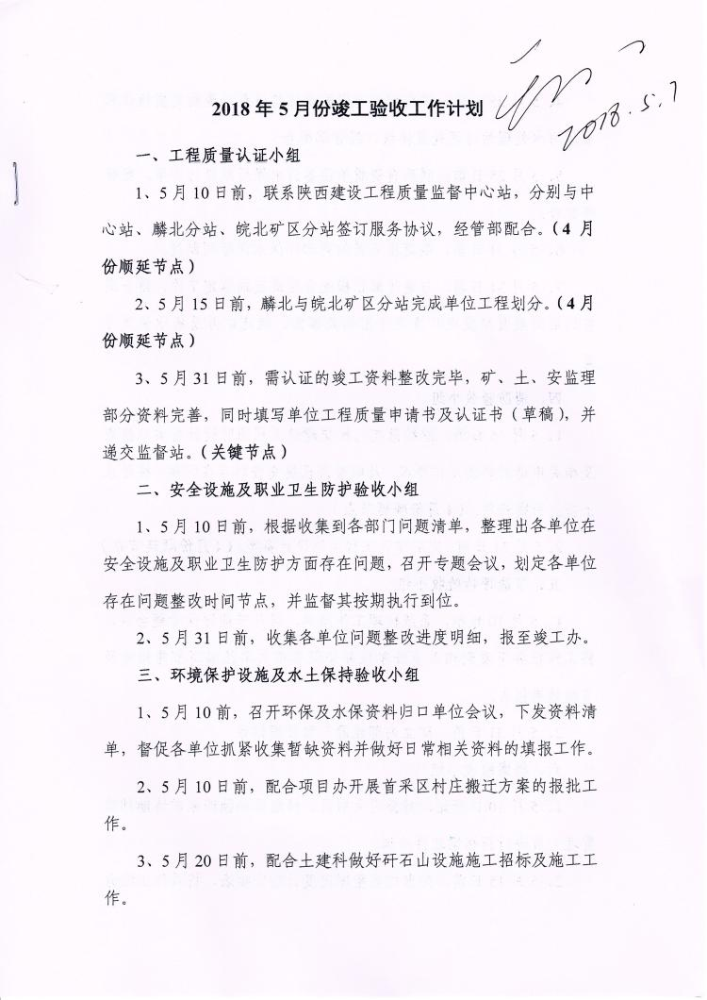 2018.5.7
2018年5月份竣工验收工作计划
一、工程质量认证小组
1、5月10日前，联系陕西建设工程质量监督中心站，分别与中
心站、麟北分站、皖北矿区分站签订服务协议，经管部配合。（4月
份顺延节点）
2、5月15日前，麟北与皖北矿区分站完成单位工程划分。（4月
份顺延节点）
3、5月31日前，需认证的竣工资料整改完毕，矿、土、安监理
部分资料完善，同时填写单位工程质量申请书及认证书（草稿），并
递交监督站。（关键节点）
二、安全设施及职业卫生防护验收小组
1、5月10日前，根据收集到各部门问题清单，整理出各单位在
安全设施及职业卫生防护方面存在问题，召开专题会议，划定各单位
存在问题整改时间节点，并监督其按期执行到位。
2、5月31日前，收集各单位问题整改进度明细，报至竣工办。
三、环境保护设施及水土保持验收小组
1、5月10前，召开环保及水保资料归口单位会议，下发资料清
单，督促各单位抓紧收集暂缺资料并做好日常相关资料的填报工作。
2、5月10日前，配合项目办开展首采区村庄搬迁方案的报批工
作。
3、5月20日前，配合土建科做好矸石山设施施工招标及施工工
作。